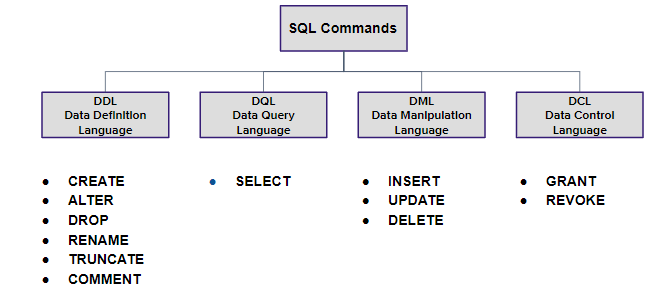 SQL Commands
DDL
Data Definition
Language
DQL
Data Query
Language
DML
Data Manipulation
Language
DCL
Data Control
Language
● CREATE
● ALTER
● DROP
● RENAME
● TRUNCATE
● COMMENT
● SELECT
● INSERT
● UPDATE
● DELETE
● GRANT
● REVOKE